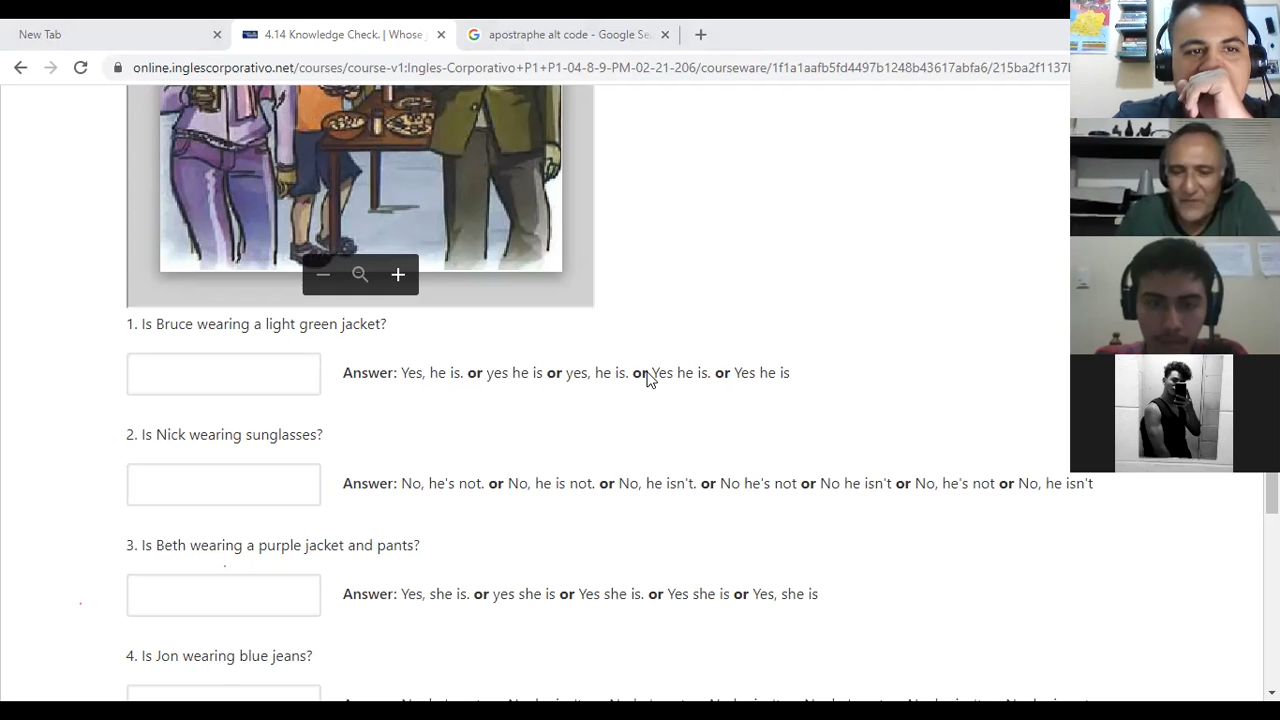 New Tab
4.14 Knowledge Check. | Who
apostraphe alt code - Google Se
online.inglescorporativo.net/courses/course-v1:Ingles-Corporativo+P1+P1-04-8-9-PM-02-21-206/courseware/1f1a1aafb5fd4497b1248b43617abfa6/215ba2f1137
1. Is Bruce wearing a light green jacket?
Answer: Yes, he is. or yes he is or yes, he is. or Yes he is. or Yes he is
2. Is Nick wearing sunglasses?
Answer: No, he's not. or No, he is not. or No, he isn't. or No he's not or No he isn't or No, he's not or No, he isn't
3. Is Beth wearing a purple jacket and pants?
Answer: Yes, she is. or yes she is or Yes she is. or Yes she is or Yes, she is
4. Is Jon wearing blue jeans?